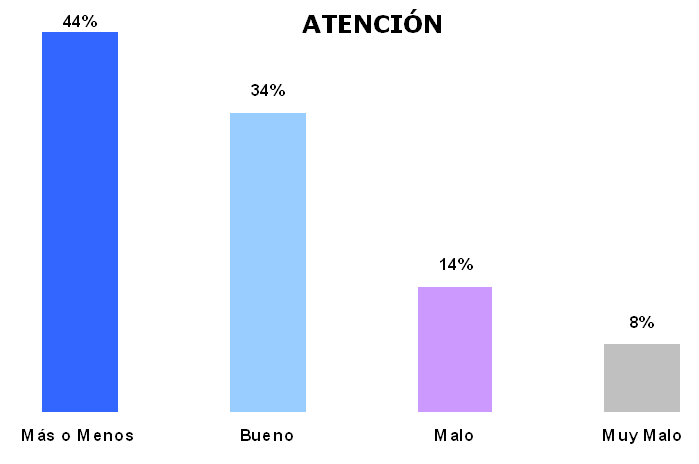 ATENCIÓN
44%
34%
14%
8%
Más o Menos
Bueno
Malo
Muy Malo